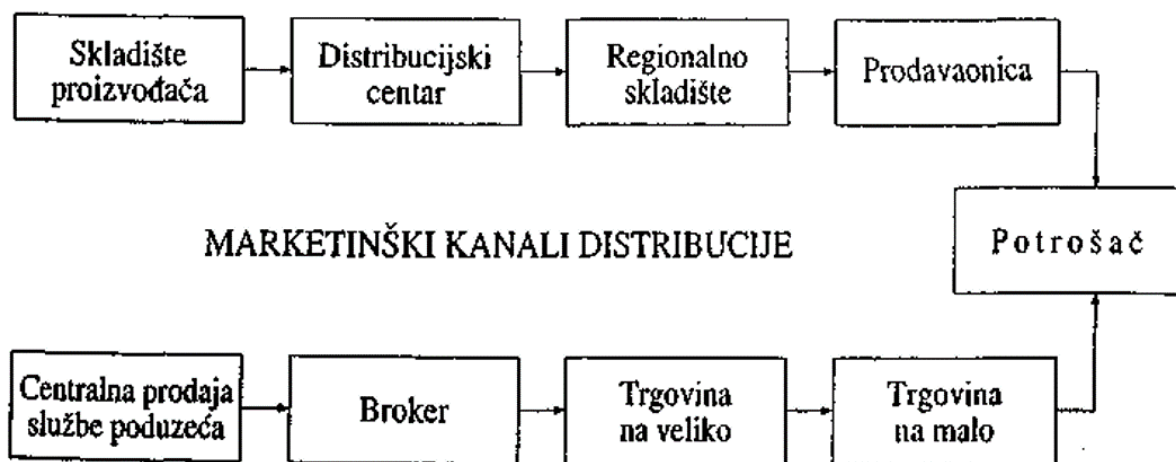 Skladište
proizvođača
Distribucijski
centar
Regionalno
skladište
Prodavaonica
Potrošač
MARKETINŠKI KANALI DISTRIBUCIJE
Centralna prodaja
službe poduzeća
Broker
Trgovina
na veliko
Trgovina
na malo